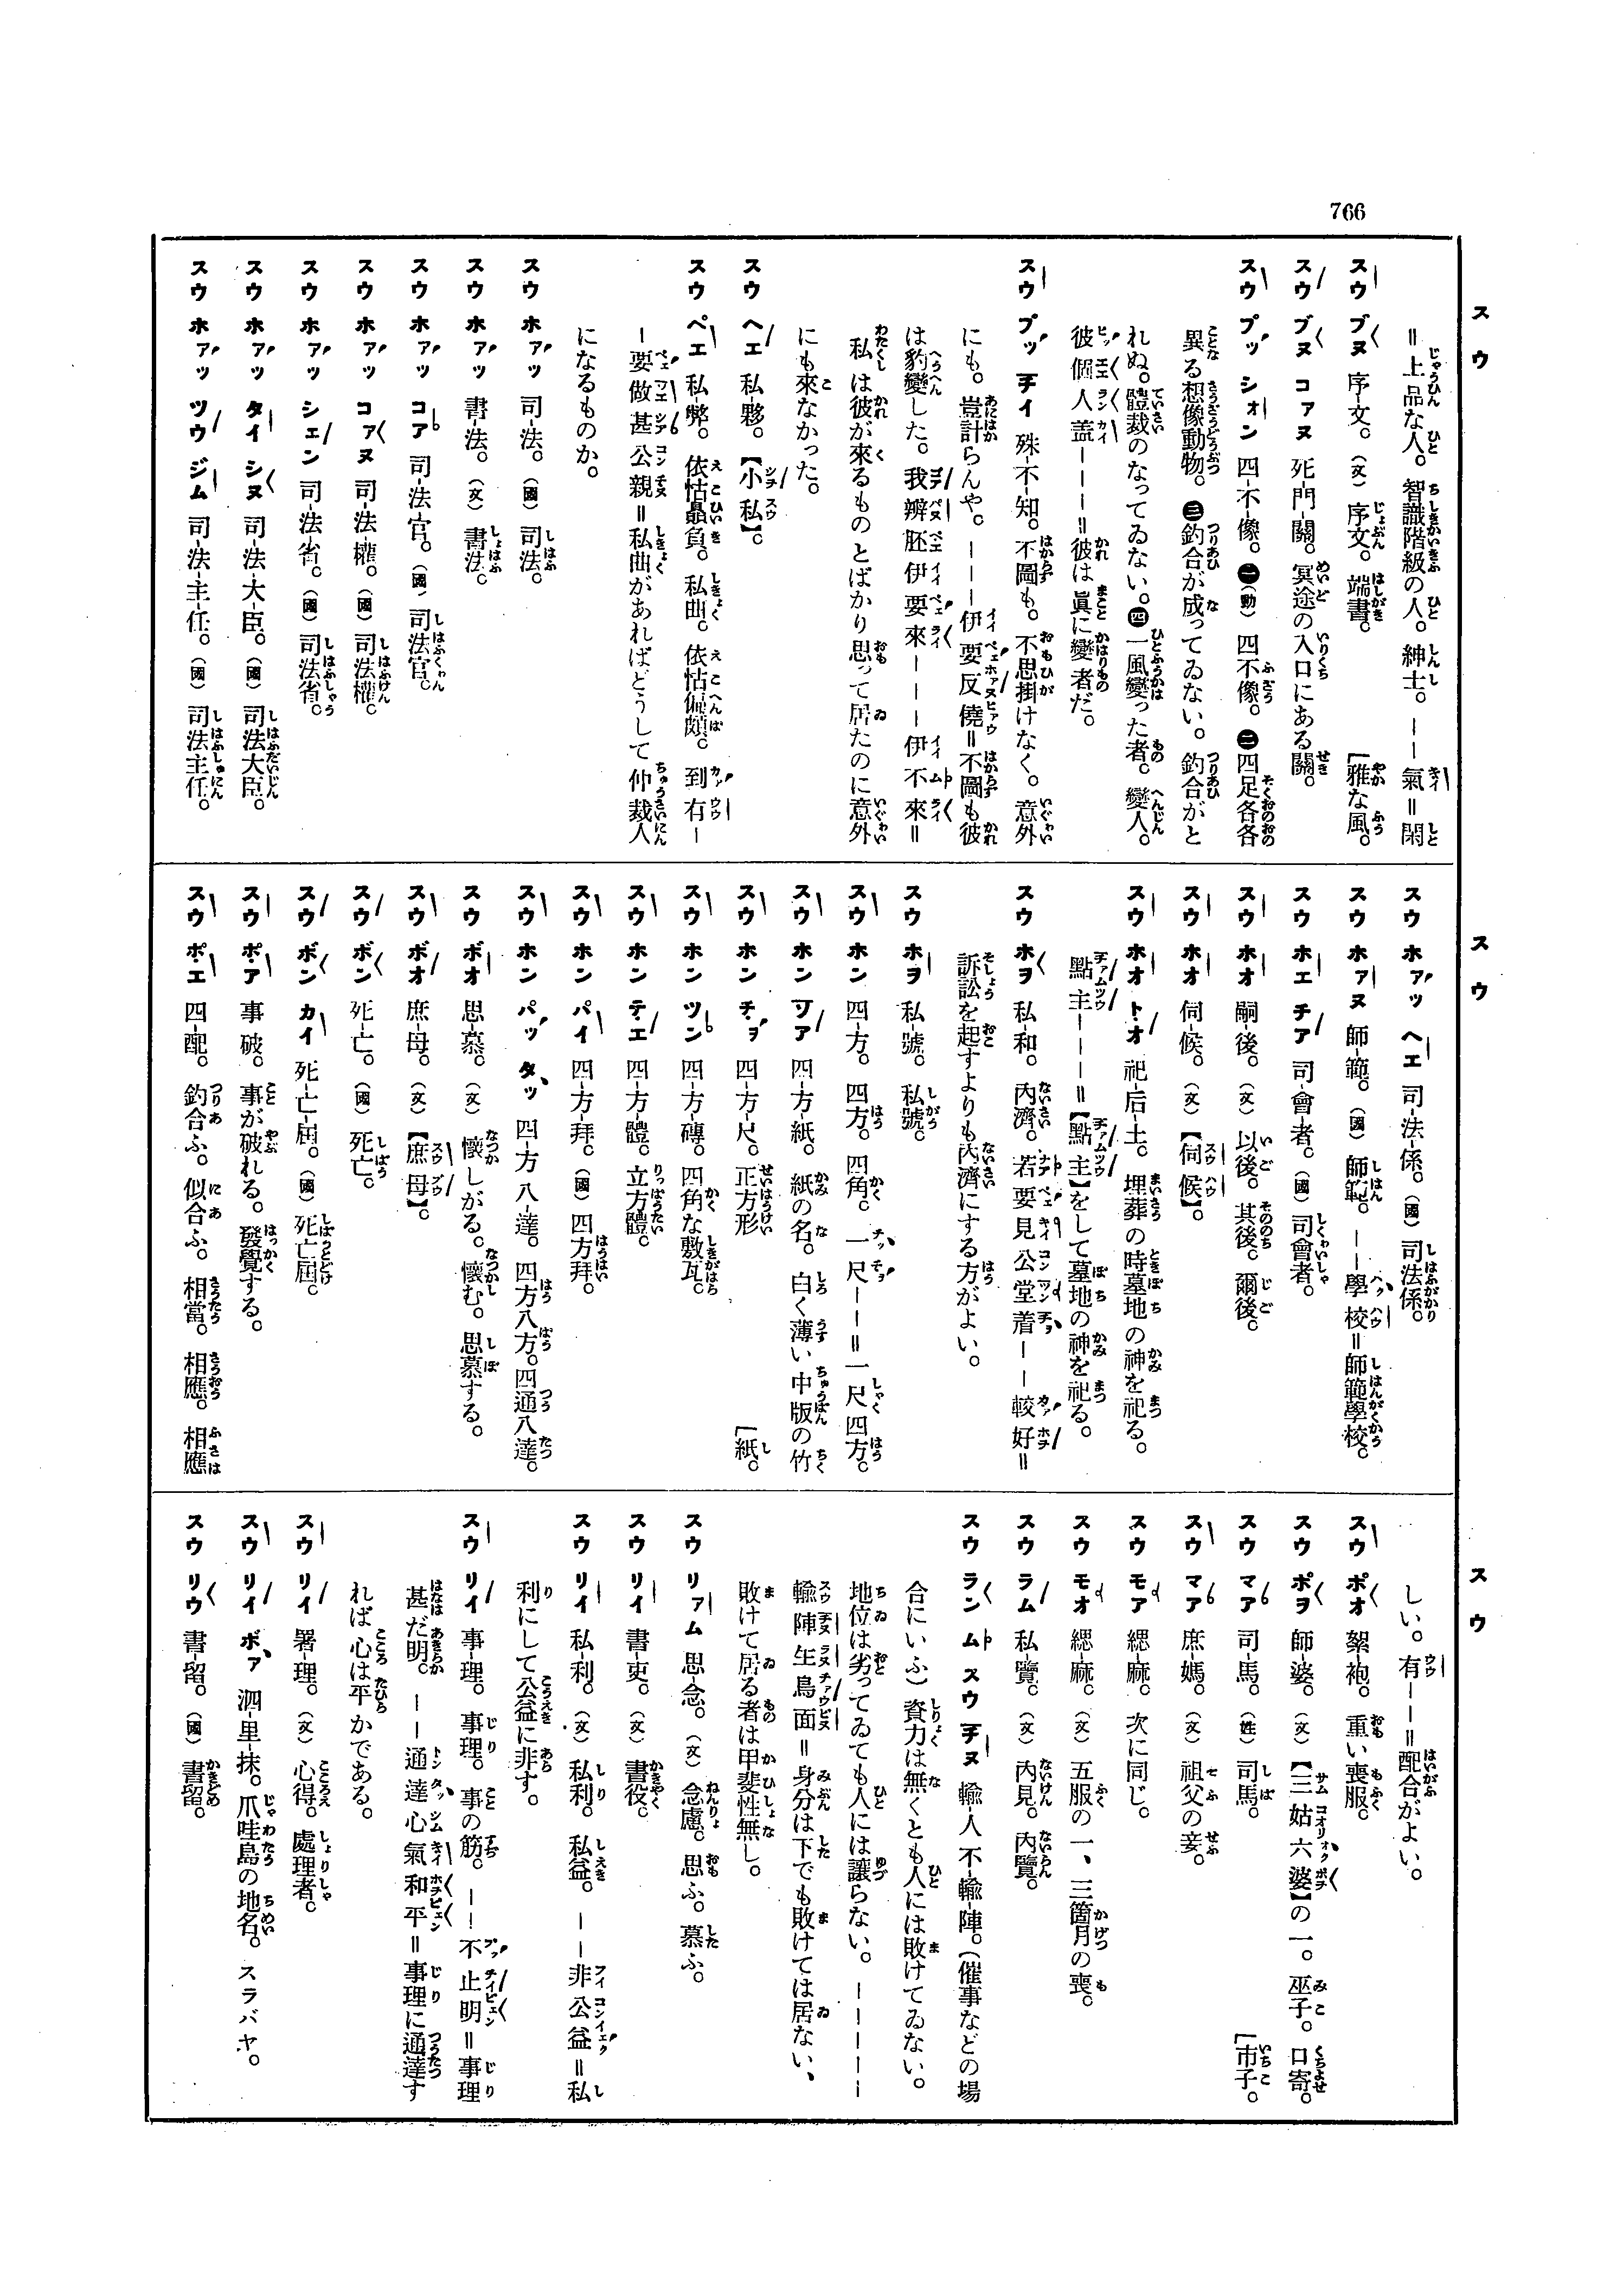 766
スウ
＝上品な人。智識階級の人。紳士。｜｜氣＝閑
スウ ブヌ 序文。（文）序文。端書。　［雅な風。
スウ ブヌ コァヌ 死-門關。冥途の入口にある關。
スウ プッ シォン 四-不-像。㊀（動）四不像。㊁四足各各
異る想像動物。㊂釣合が成ってゐない。釣合がと
れぬ。體裁のなってゐない。㊃一風變った者。變人。
彼個人盖｜｜｜＝彼は眞に變者だ。
スウ プッ チイ 殊-不-知。不圖も。不思掛けなく。意外
にも。豈計らんや。｜｜｜伊要反僥＝不圖も彼
は豹變した。我辨胚伊要來｜｜｜伊不來＝
私は彼が來るものとばかり思って居たのに意外
にも來なかった。
スウ ヘエ 私-夥。【小私】。
スウ ペエ 私-弊。依怙贔負。私曲。依怙偏頗。到有｜
｜要做甚公親＝私曲があればどうして仲裁人
になるものか。
スウ ホァッ 司-法。（國）司法。
スウ ホァッ 書-法。（文）書法。
スウ ホァッ コア 司-法-官。（國）司法官。
スウ ホァッ コァヌ 司-法-權。（國）司法權。
スウ ホァッ シェン 司-法-省。（國）司法省。
スウ ホァッ タイ シヌ 司-法-大-臣。（國）司法大臣。
スウ ホァッ ツウ ジム 司-法-主-任。（國）司法主任。
スウ
スウ ホァッ ヘエ 司-法-係。（國）司法係。
スウ ホァヌ 師-範。（國）師範。｜｜學校＝師範學校。
スウ ホエ チア 司會者。（國）司會者。
スウ ホオ 嗣-後。（文）以後。其後。爾後。
スウ ホオ 伺-候。（文）【伺候】。
スウ ホオ ト・オ 祀-后-土。埋葬の時墓地の神を祀る。
點主｜｜｜＝【點主】をして墓地の神を祀る。
スウ ホヲ 私-和。內濟。若要見公堂着｜｜較好＝
訴訟を起すよりも內濟にする方がよい。
スウ ホヲ 私-號。私號。
スウ ホン 四-方。四方。四角。一尺｜｜＝一尺四方。
スウ ホン ツア 四-方-紙。紙の名。白く薄い中版の竹
スウ ホン チ・ヲ 四-方-尺。正方形　［紙。
スウ ホン ツン 四-方-磚。四角な敷瓦。
スウ ホン テ・エ 四-方-體。立方體。
スウ ホン パイ 四-方-拜。（國）四方拜。
スウ ホン パッ タ・ッ 四-方 八-達。四方八方。四通八達。
スウ ボオ 思-慕。（文）懷しがる。懷む。思慕する。
スウ ボオ 庶-母。（文）【庶母】。
スウ ボン 死-亡。（國）死亡。
スウ ボン カイ 死-亡-屆。（國）死亡屆。
スウ ポ・ア 事 破。事が破れる。發覺する。
スウ ポ・エ 四-配。釣合ふ。似合ふ。相當。相應。相應
スウ
しい。有｜｜＝配合がよい。
スウ ポオ 絮-袍。重い喪服。
スウ ポヲ 師-婆。（文）【三姑六婆】の一。巫子。口寄。
スウ マア 司-馬。（姓）司馬。　［市子。
スウ マア 庶-媽。（文）祖父の妾。
スウ モア 緦-麻。次に同じ。
スウ モオ 緦-麻。（文）五服の一、三箇月の喪。
スウ ラム 私-覽。（文）內見。內覽。
スウ ラン ム スウ チヌ 輸-人 不-輸-陣。（催事などの場
合にいふ）資力は無くとも人には敗けてゐない。
地位は劣ってゐても人には讓らない。｜｜｜｜｜
輸陣生鳥面＝身分は下でも敗けては居ない、
敗けて居る者は甲斐性無し。
スウ リァム 思-念。（文）念慮。思ふ。慕ふ。
スウ リイ 書-吏。（文）書役。
スウ リイ 私-利。（文）私利。私益。｜｜非公益＝私
利にして公益に非ず。
スウ リイ 事-理。事理。事の筋。｜｜不止明＝事理
甚だ明。｜｜通達心氣和平＝事理に通達す
れば心は平かである。
スウ リイ 署-理。（文）心得。處理者。
スウ リイ ボ・ァ 泗-里-抹。爪哇島の地名。スラバヤ。
スウ リウ 書-留。（國）書留。